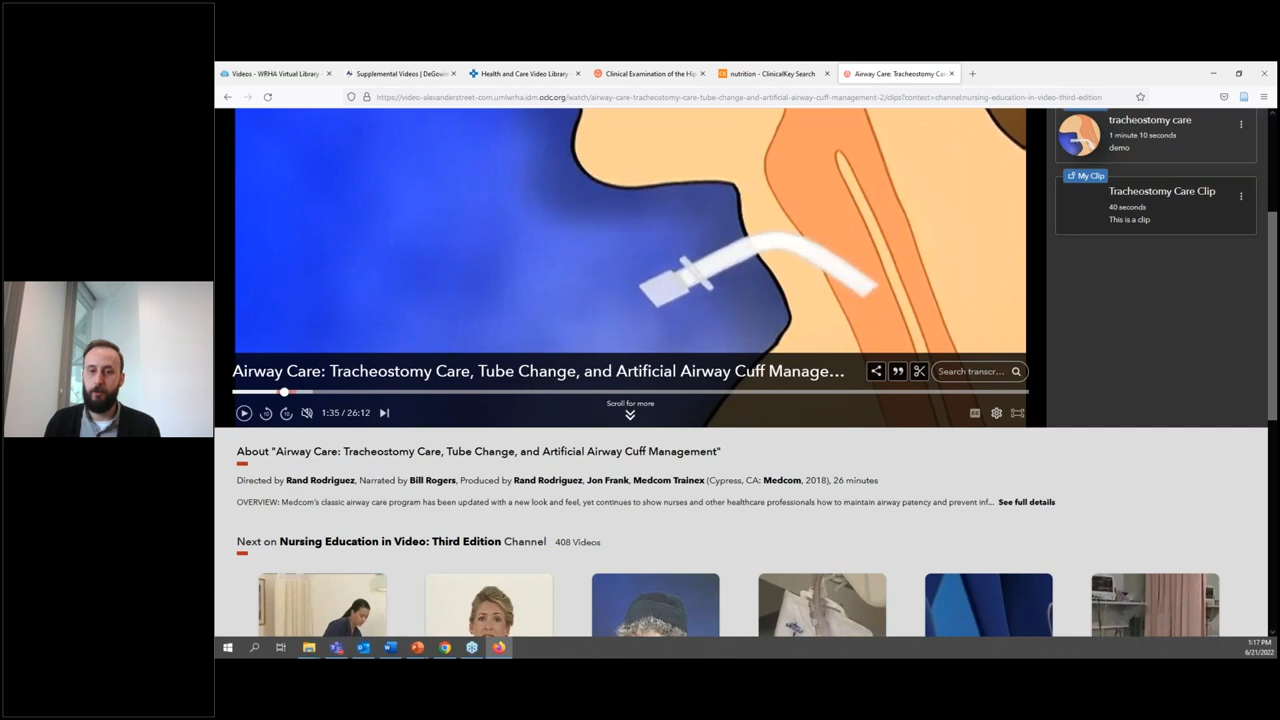 Videos - WRHA Virtual Library -
Supplemental Videos | DeGowin
Health and Care Video Library -
Clinical Examination of the Hip
nutrition - ClinicalKey Search
Airway Care: Tracheostomy Care
https://video-alexanderstreet-com.umlwrha.idm.oclc.org/watch/airway-care-tracheostomy-care-tube-change-and-artificial-airway-cuff-management-2/clips?context=channel:nursing-education-in-video-third-edition
tracheostomy care
1 minute 10 seconds
demo
My Clip
Tracheostomy Care Clip
40 seconds
This is a clip
Airway Care: Tracheostomy Care, Tube Change, and Artificial Airway Cuff Manage...
Search transcr...
1:35 / 26:12
Scroll for more
CC
About "Airway Care: Tracheostomy Care, Tube Change, and Artificial Airway Cuff Management"
Directed by Rand Rodriguez, Narrated by Bill Rogers, Produced by Rand Rodriguez, Jon Frank, Medcom Trainex (Cypress, CA: Medcom, 2018), 26 minutes
OVERVIEW: Medcom's classic airway care program has been updated with a new look and feel, yet continues to show nurses and other healthcare professionals how to maintain airway patency and prevent inf... See full details
Next on Nursing Education in Video: Third Edition Channel 408 Videos
1:17 PM
6/21/2022